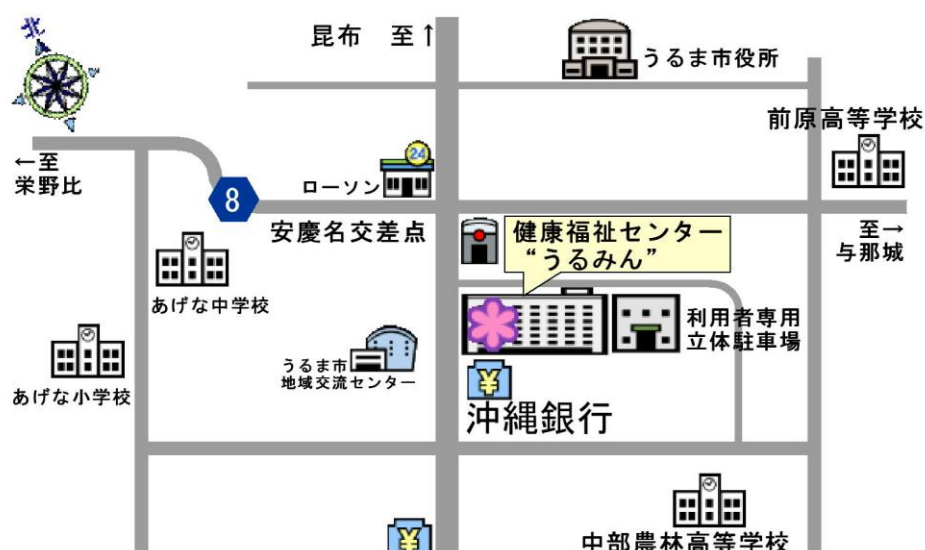 北
昆布 至↑
うるま市役所
前原高等学校
←至
栄野比
24
ローソン
8
安慶名交差点
健康福祉センター
“うるみん”
至→
与那城
あげな中学校
利用者専用
立体駐車場
うるま市
地域交流センター
¥
あげな小学校
沖縄銀行
¥
中部農林高等学校